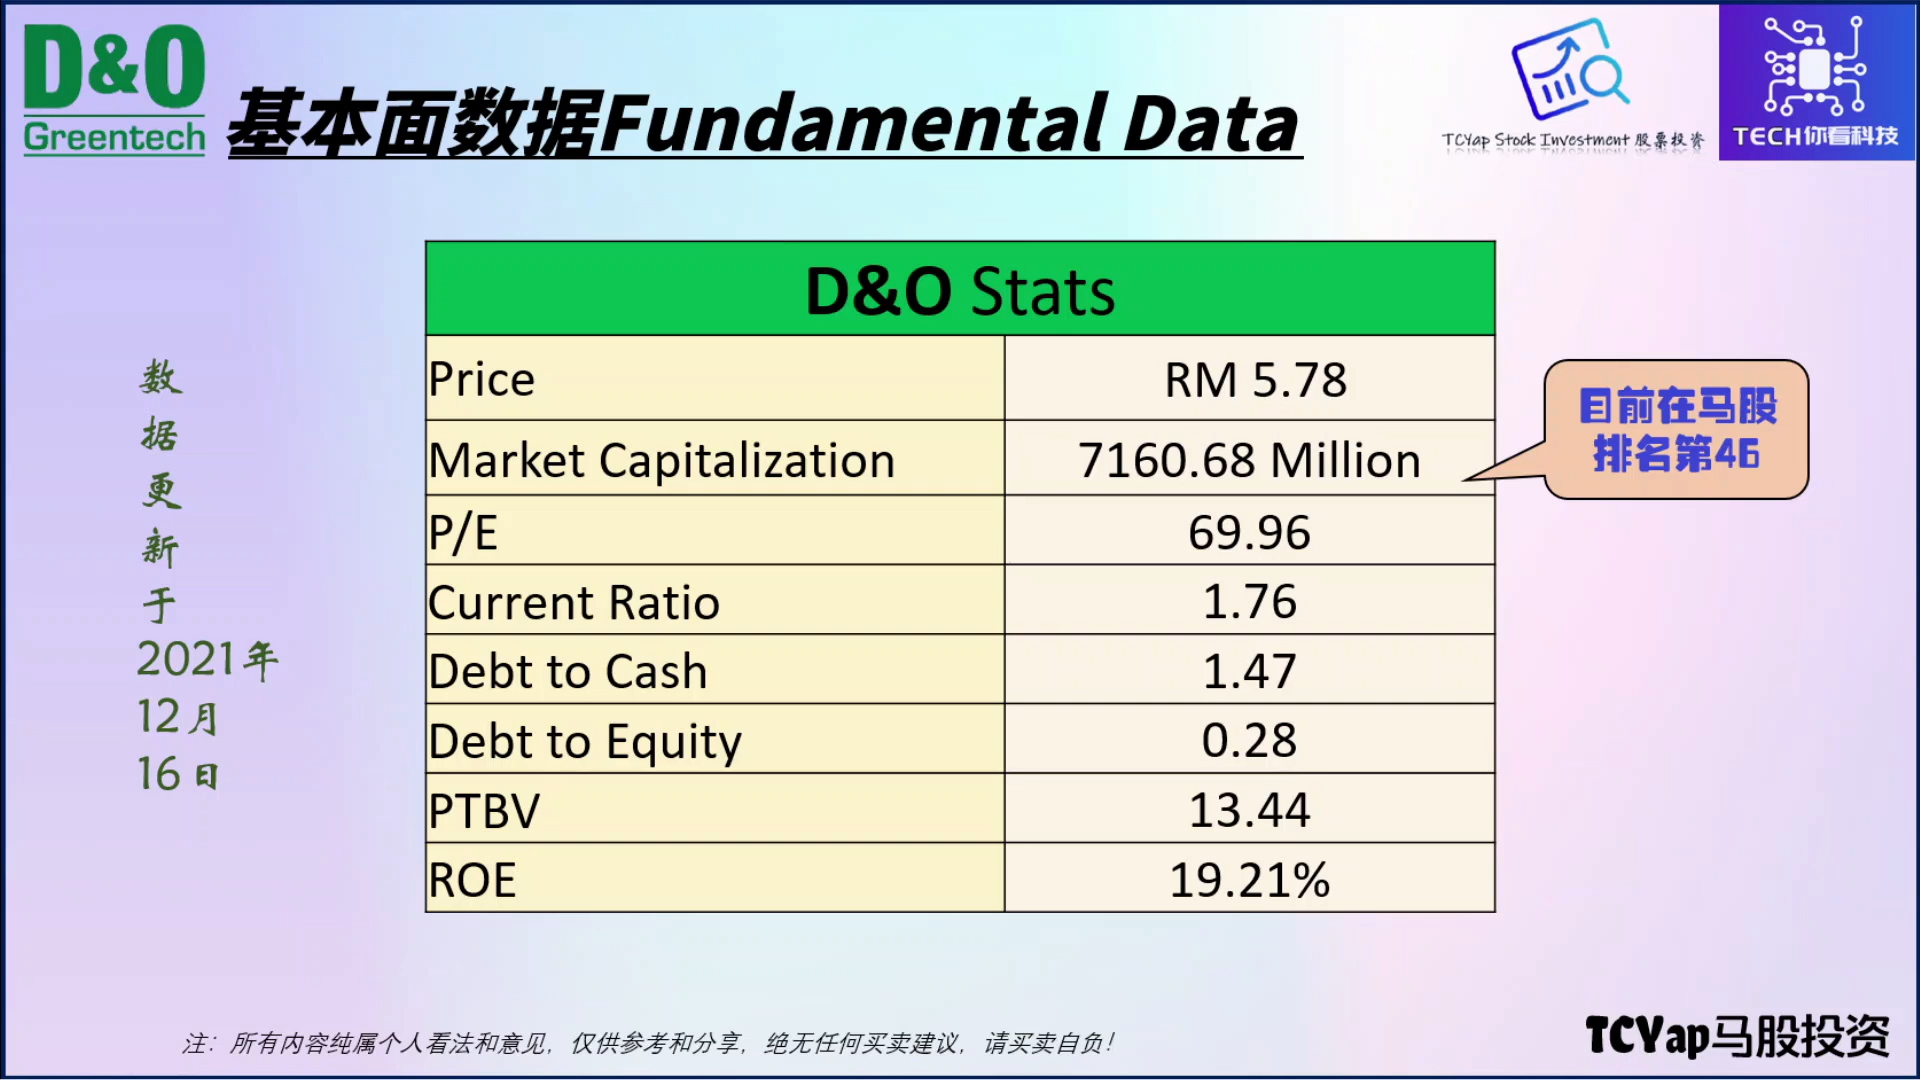 D&O
Greentech
基本面数据Fundamental Data
TCYap Stock Investment 股票投资
TECH你看科技
数
据
更
新
于
2021年
12月
16日
D&O Stats
Price RM 5.78
Market Capitalization 7160.68 Million
P/E 69.96
Current Ratio 1.76
Debt to Cash 1.47
Debt to Equity 0.28
PTBV 13.44
ROE 19.21%
目前在马股
排名第46
注：所有内容纯属个人看法和意见，仅供参考和分享，绝无任何买卖建议，请买卖自负！
TCYap马股投资